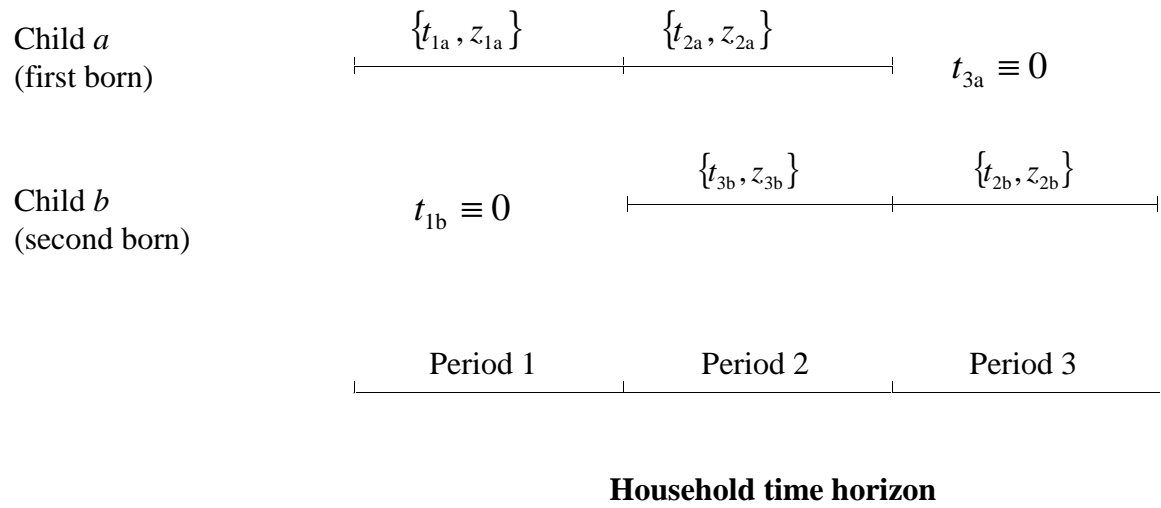 Child a
(first born)
{t1a, z1a} {t2a, z2a}
t3a ≡ 0
Child b
(second born)
t1b ≡ 0
{t3b, z3b} {t2b, z2b}
Period 1 Period 2 Period 3
Household time horizon